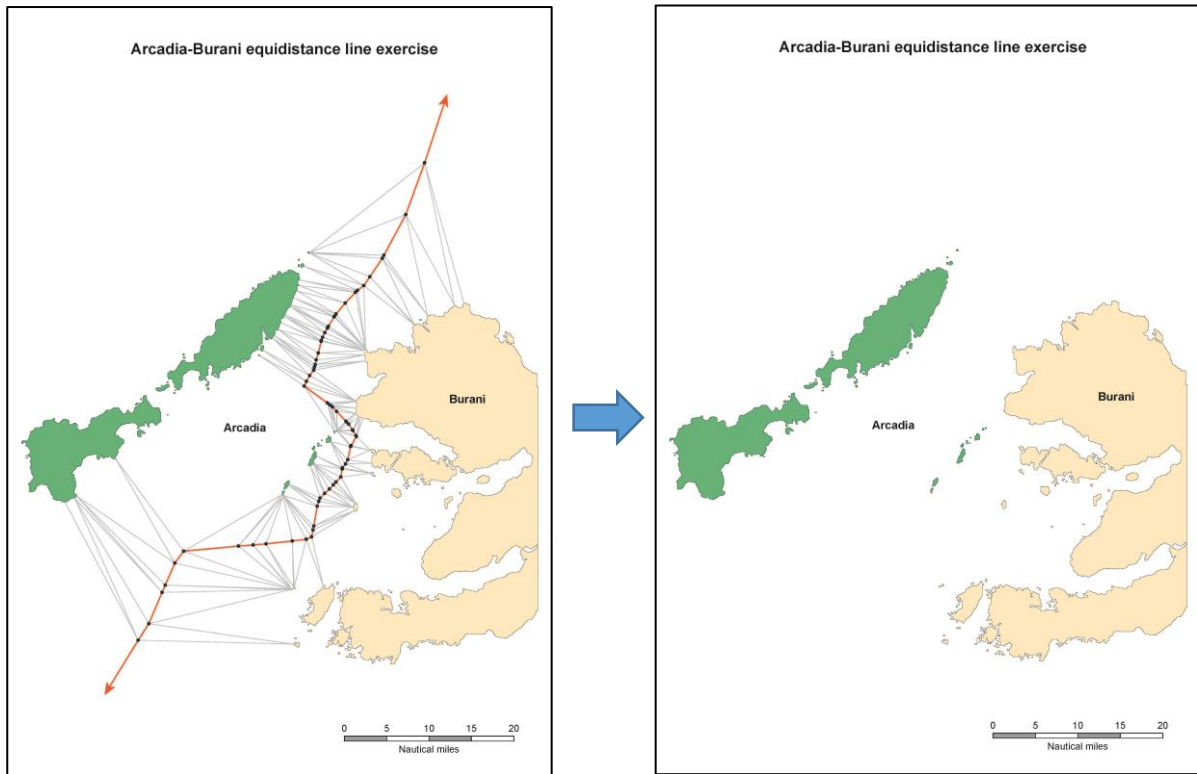 Arcadia-Burani equidistance line exercise
Burani
Arcadia
0 5 10 15 20
Nautical miles
Arcadia-Burani equidistance line exercise
Burani
Arcadia
0 5 10 15 20
Nautical miles